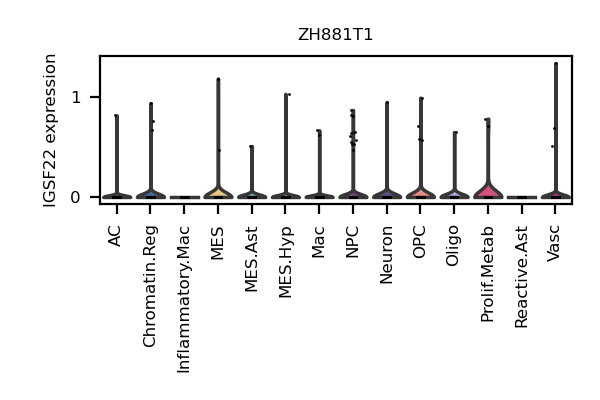 ZH881T1
IGSF22 expression
1
0
AC
Chromatin.Reg
Inflammatory.Mac
MES
MES.Ast
MES.Hyp
Mac
NPC
Neuron
OPC
Oligo
Prolif.Metab
Reactive.Ast
Vasc